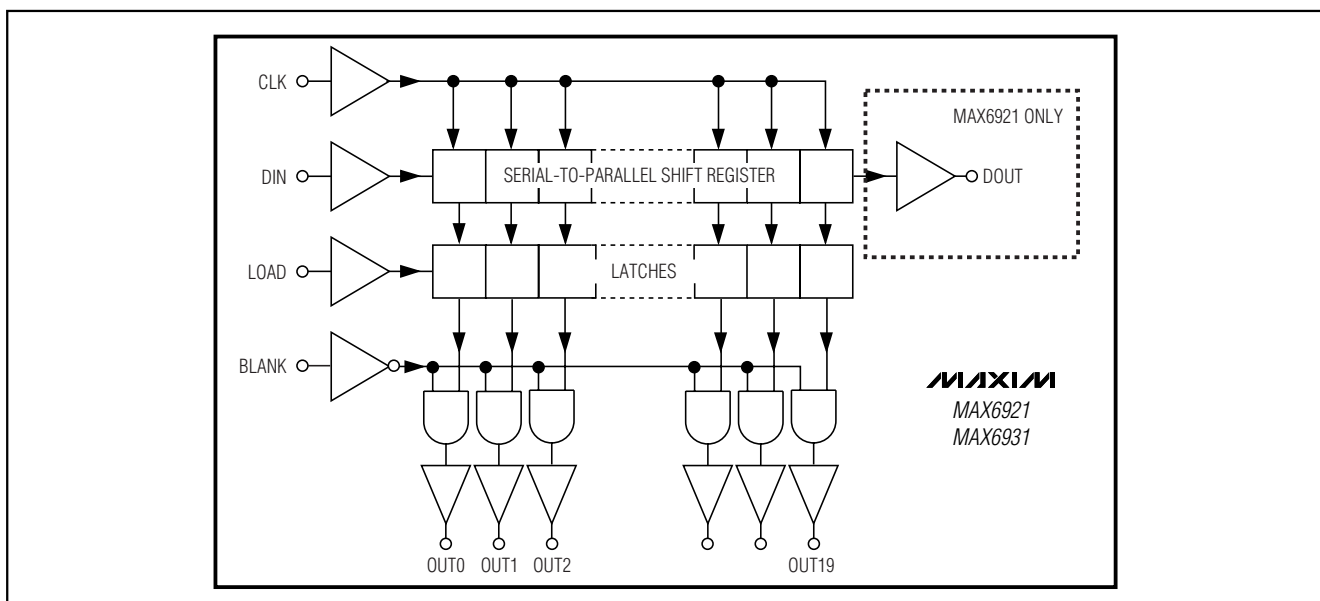 CLK
MAX6921 ONLY
DIN
SERIAL-TO-PARALLEL SHIFT REGISTER
DOUT
LOAD
LATCHES
BLANK
MAXIM
MAX6921
MAX6931
OUT0
OUT1
OUT2
OUT19